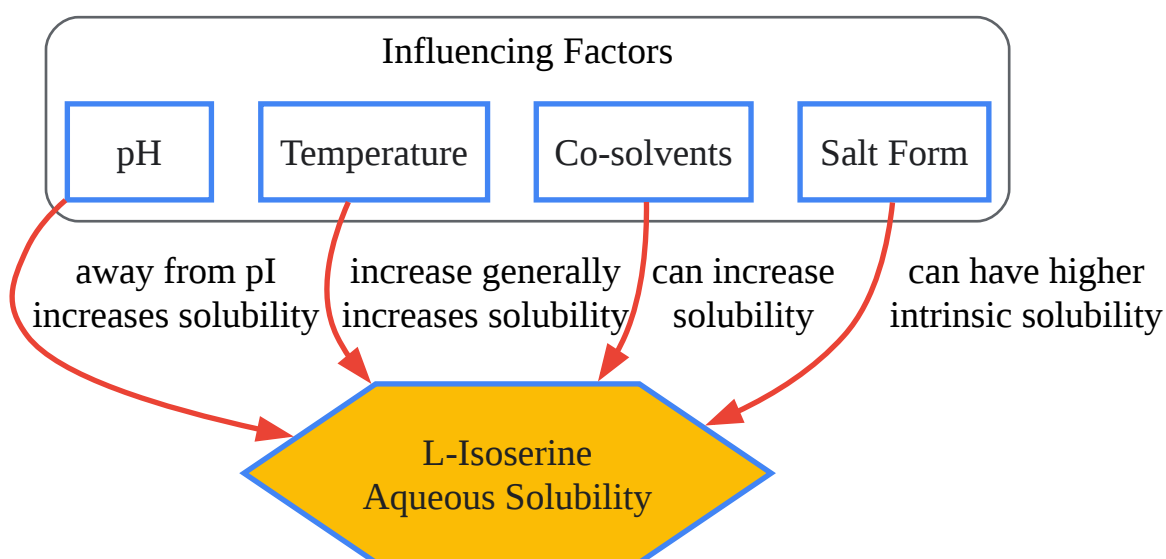 Influencing Factors
pH
Temperature
Co-solvents
Salt Form
away from pI
increases solubility
increase generally
increases solubility
can increase
solubility
can have higher
intrinsic solubility
L-Isoserine
Aqueous Solubility